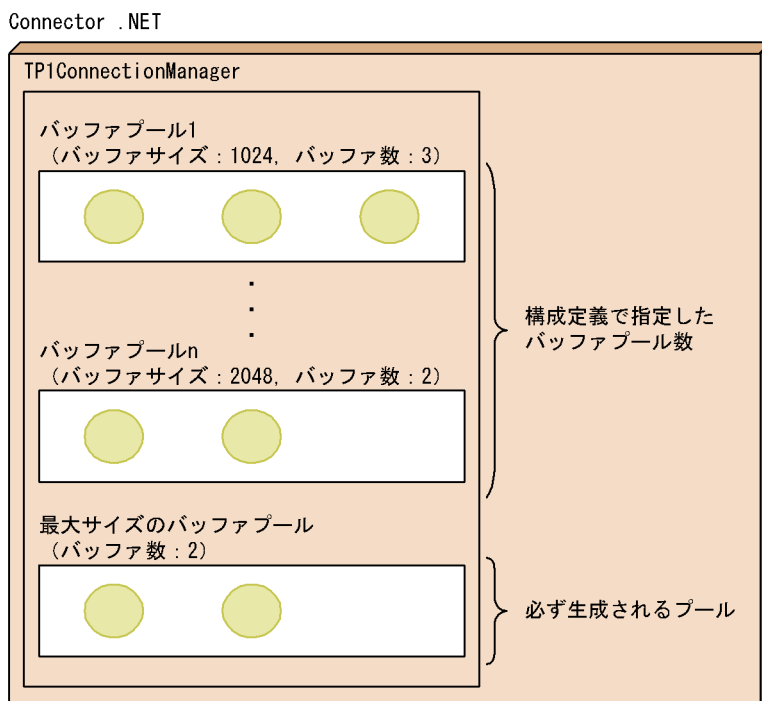 Connector .NET
TP1ConnectionManager
バッファプール1
（バッファサイズ：1024, バッファ数：3）
・
・
・
バッファプールn
（バッファサイズ：2048, バッファ数：2）
構成定義で指定した
バッファプール数
最大サイズのバッファプール
（バッファ数：2）
必ず生成されるプール